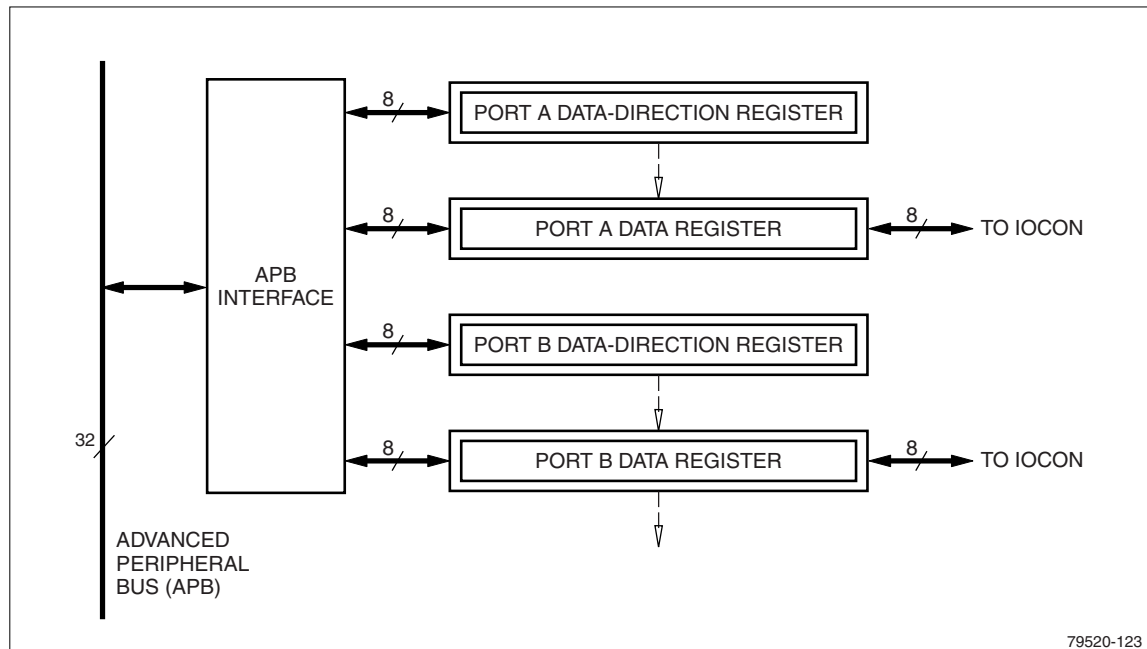 8
PORT A DATA-DIRECTION REGISTER
8
PORT A DATA REGISTER
8
TO IOCON
APB
INTERFACE
8
PORT B DATA-DIRECTION REGISTER
32
8
PORT B DATA REGISTER
8
TO IOCON
ADVANCED
PERIPHERAL
BUS (APB)
79520-123